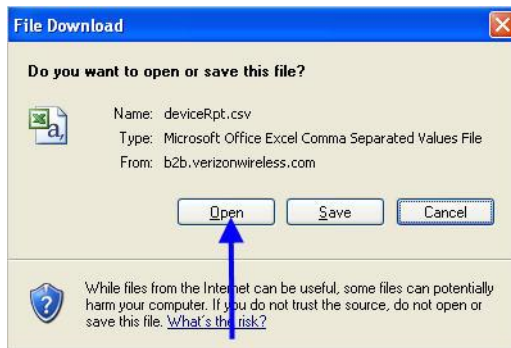 File Download
Do you want to open or save this file?
Name: deviceRpt.csv
Type: Microsoft Office Excel Comma Separated Values File
From: b2b.verizonwireless.com
Open Save Cancel
While files from the Internet can be useful, some files can potentially
harm your computer. If you do not trust the source, do not open or
save this file. What's the risk?